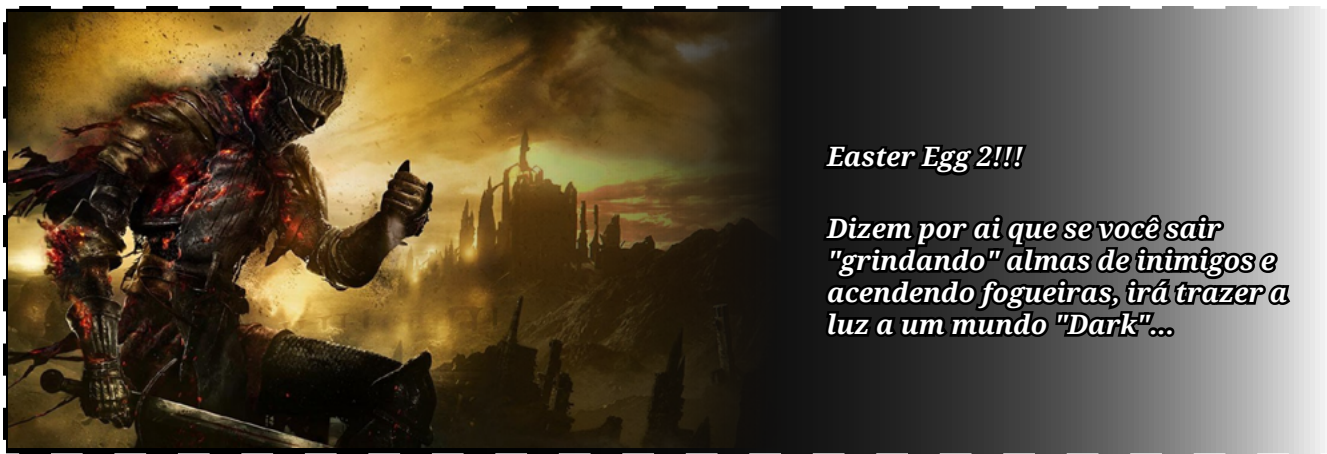 Easter Egg 2!!!
Dizem por ai que se você sair
"grindando" almas de inimigos e
acendendo fogueiras, irá trazer a
luz a um mundo "Dark"...